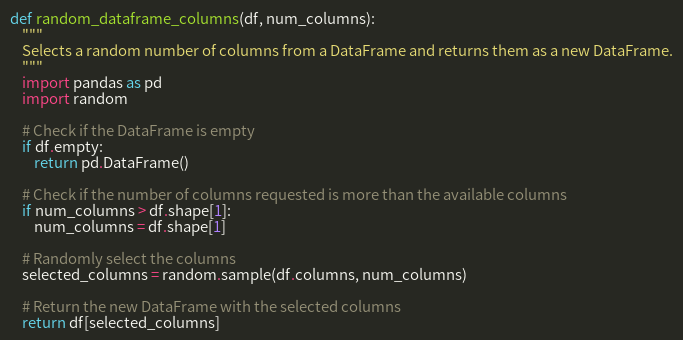 def random_dataframe_columns(df, num_columns):
    """
    Selects a random number of columns from a DataFrame and returns them as a new DataFrame.
    """
    import pandas as pd
    import random

    # Check if the DataFrame is empty
    if df.empty:
        return pd.DataFrame()

    # Check if the number of columns requested is more than the available columns
    if num_columns > df.shape[1]:
        num_columns = df.shape[1]

    # Randomly select the columns
    selected_columns = random.sample(df.columns, num_columns)

    # Return the new DataFrame with the selected columns
    return df[selected_columns]